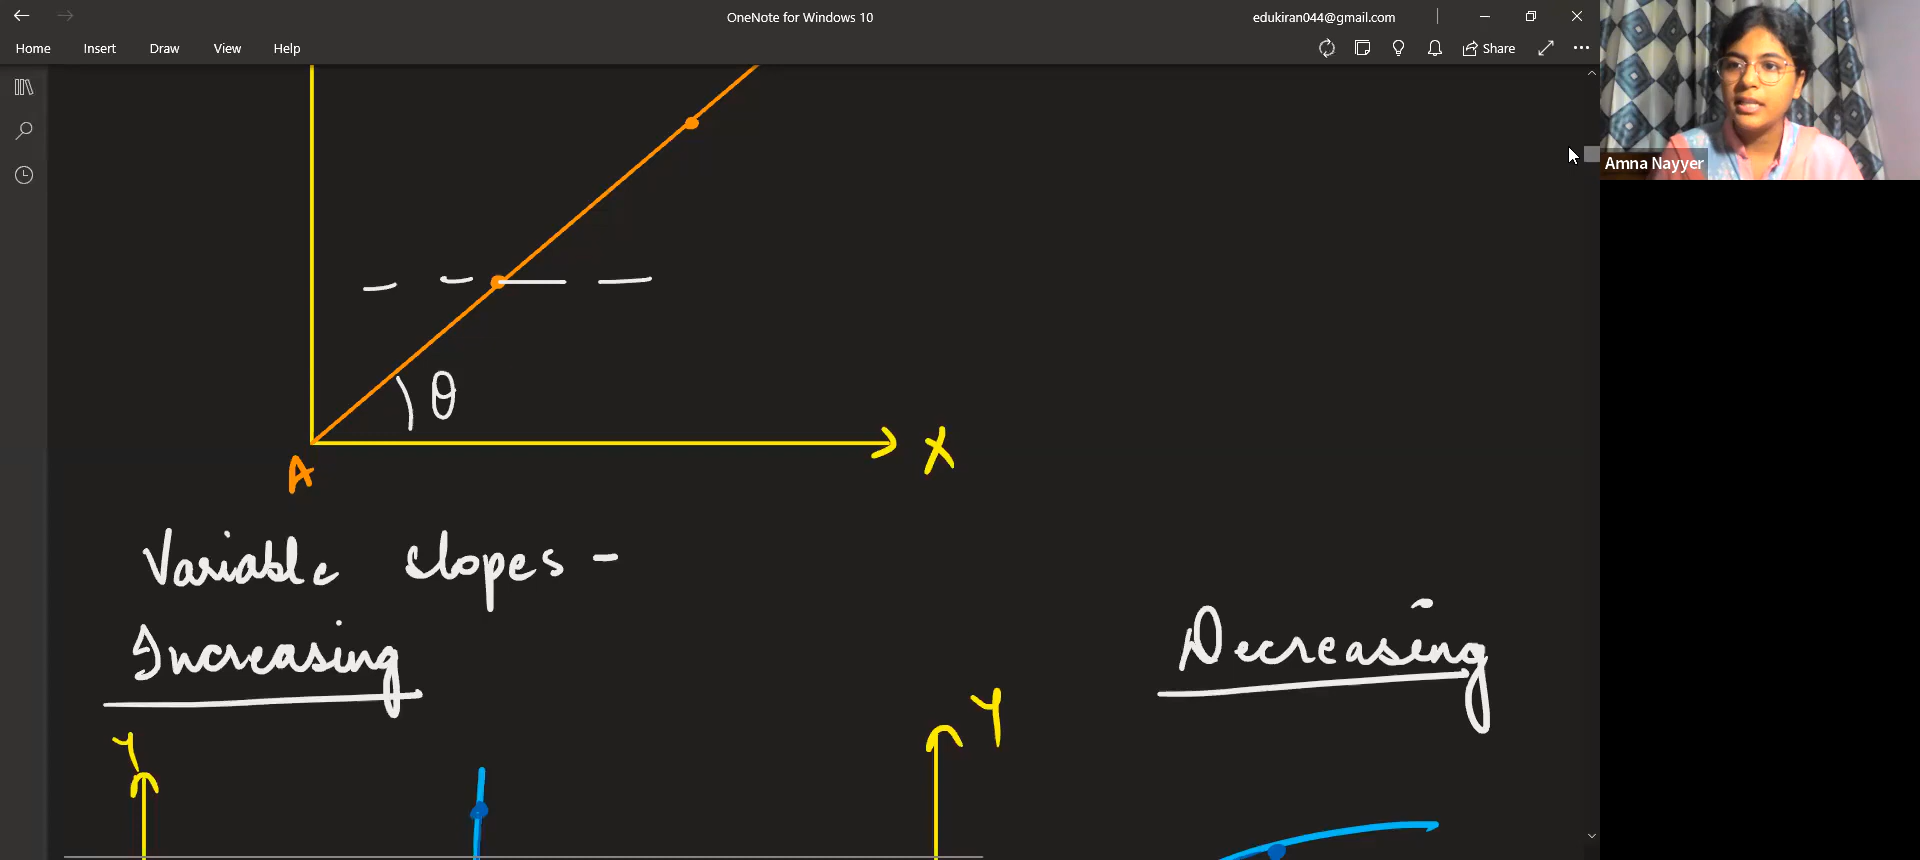 OneNote for Windows 10
edukiran044@gmail.com
Home Insert Draw View Help
Share
Amna Nayyer
θ
X
A
Variable slopes -
Increasing
Decreasing
Y
Y